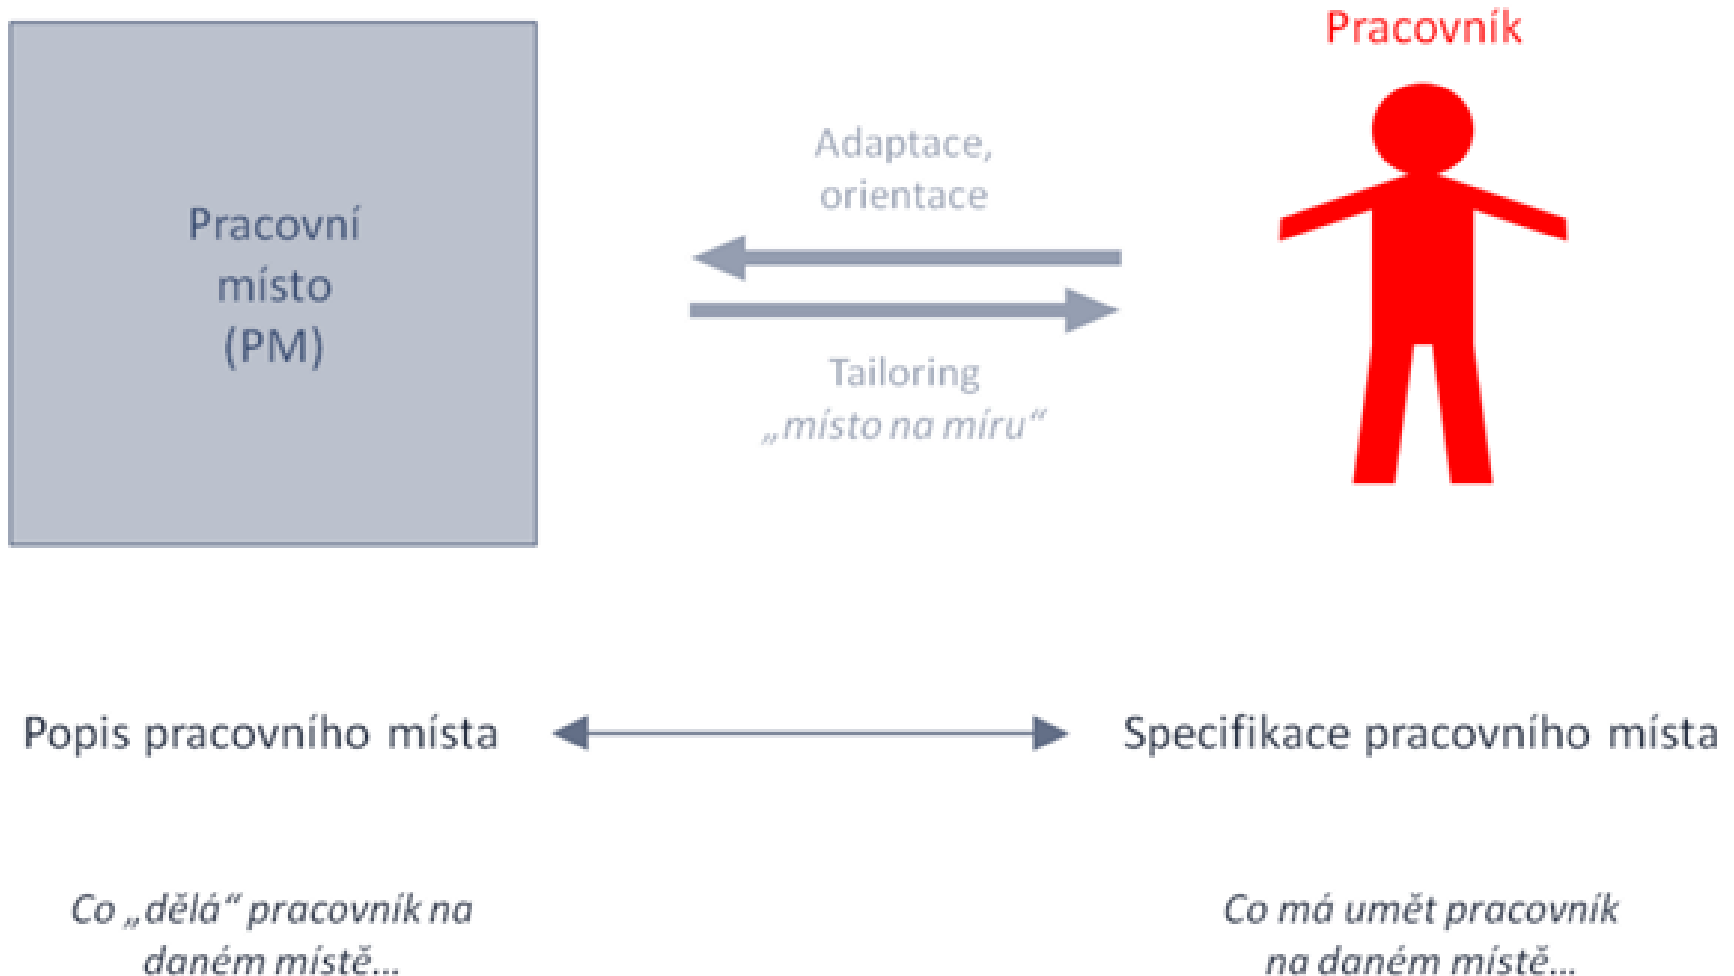 Pracovník
Adaptace,
orientace
Pracovní
místo
(PM)
Tailoring
„místo na míru“
Popis pracovního místa
Specifikace pracovního místa
Co „dělá“ pracovník na
daném místě...
Co má umět pracovník
na daném místě...